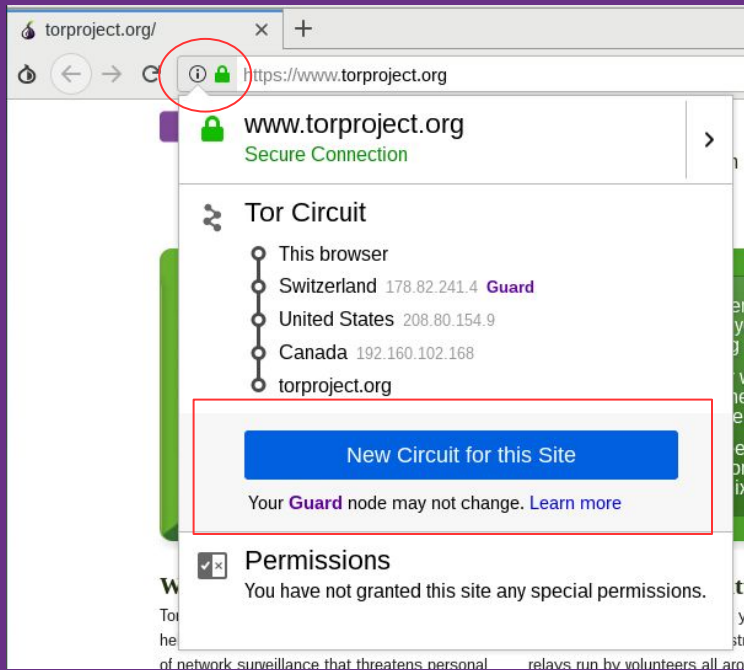 torproject.org/
https://www.torproject.org
www.torproject.org
Secure Connection
Tor Circuit
This browser
Switzerland 178.82.241.4 Guard
United States 208.80.154.9
Canada 192.160.102.168
torproject.org
New Circuit for this Site
Your Guard node may not change. Learn more
Permissions
You have not granted this site any special permissions.
of network surveillance that threatens personal
relays run by volunteers all